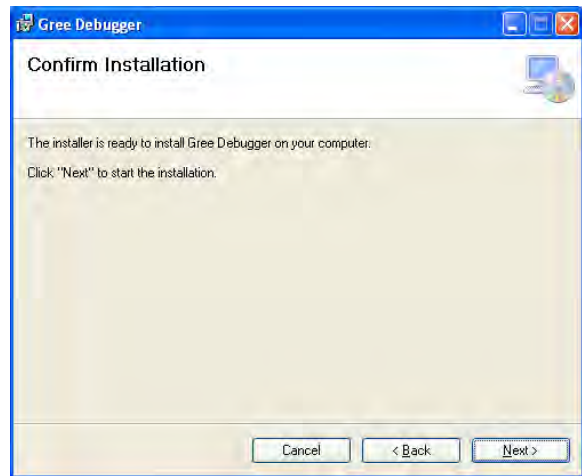 Gree Debugger
Confirm Installation
The installer is ready to install Gree Debugger on your computer.
Click "Next" to start the installation.
Cancel
< Back
Next >